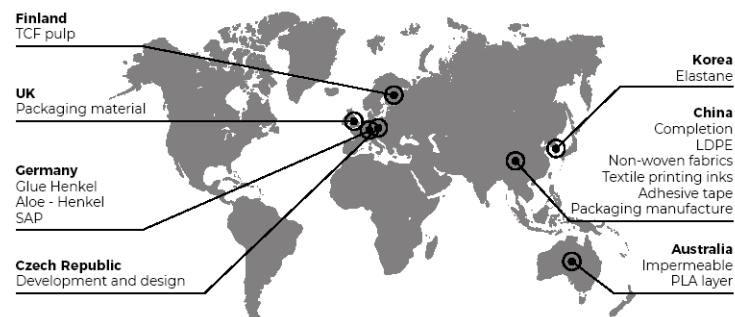 Finland
TCF pulp
UK
Packaging material
Germany
Glue Henkel
Aloe - Henkel
SAP
Czech Republic
Development and design
Korea
Elastane
China
Completion
LDPE
Non-woven fabrics
Textile printing inks
Adhesive tape
Packaging manufacture
Australia
Impermeable
PLA layer